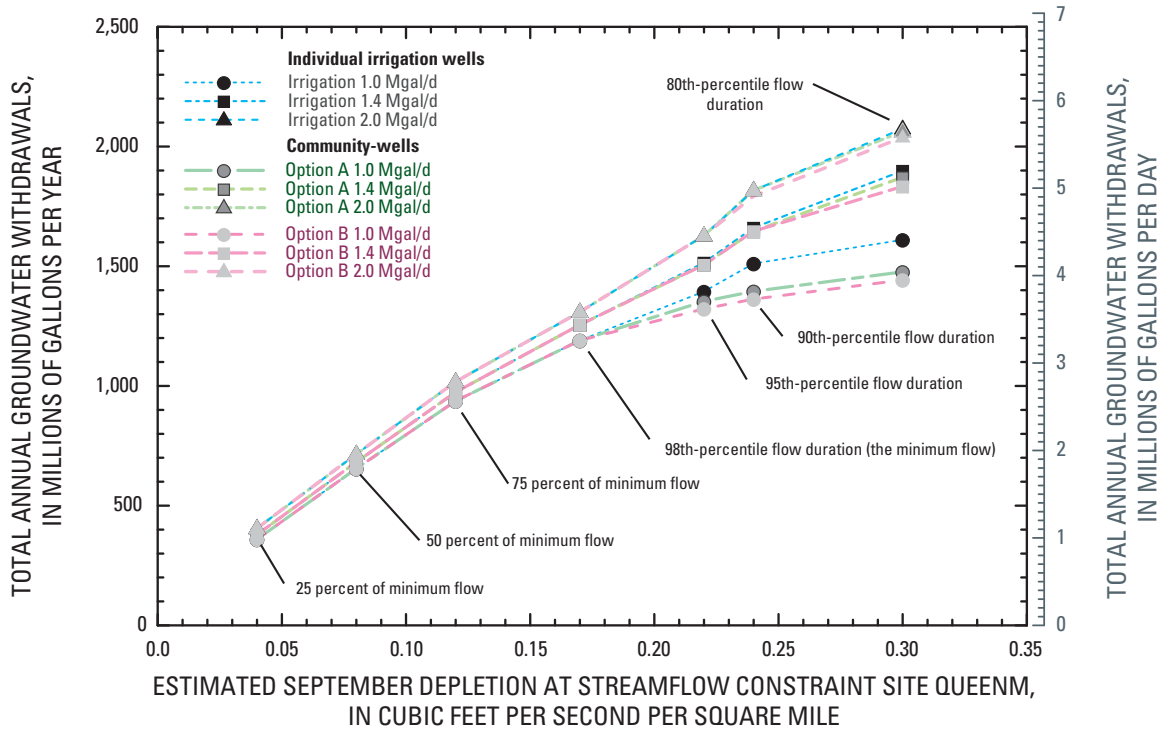 TOTAL ANNUAL GROUNDWATER WITHDRAWALS,
IN MILLIONS OF GALLONS PER YEAR
2,500
2,000
1,500
1,000
500
0
Individual irrigation wells
Irrigation 1.0 Mgal/d
Irrigation 1.4 Mgal/d
Irrigation 2.0 Mgal/d
Community-wells
Option A 1.0 Mgal/d
Option A 1.4 Mgal/d
Option A 2.0 Mgal/d
Option B 1.0 Mgal/d
Option B 1.4 Mgal/d
Option B 2.0 Mgal/d
80th-percentile flow
duration
90th-percentile flow duration
95th-percentile flow duration
98th-percentile flow duration (the minimum flow)
75 percent of minimum flow
50 percent of minimum flow
25 percent of minimum flow
7
6
5
4
3
2
1
0
TOTAL ANNUAL GROUNDWATER WITHDRAWALS,
IN MILLIONS OF GALLONS PER DAY
0.0 0.05 0.10 0.15 0.20 0.25 0.30 0.35
ESTIMATED SEPTEMBER DEPLETION AT STREAMFLOW CONSTRAINT SITE QUEENM,
IN CUBIC FEET PER SECOND PER SQUARE MILE